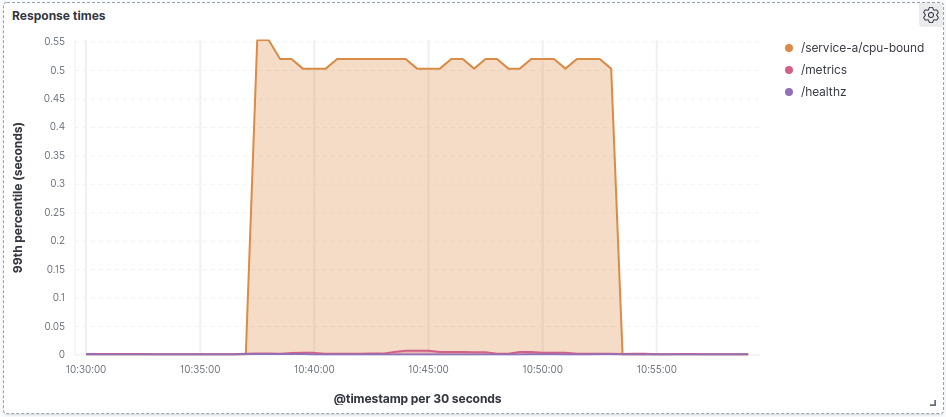 Response times
99th percentile (seconds)
0.55
0.5
0.45
0.4
0.35
0.3
0.25
0.2
0.15
0.1
0.05
0
10:30:00 10:35:00 10:40:00 10:45:00 10:50:00 10:55:00
@timestamp per 30 seconds
/service-a/cpu-bound
/metrics
/healthz